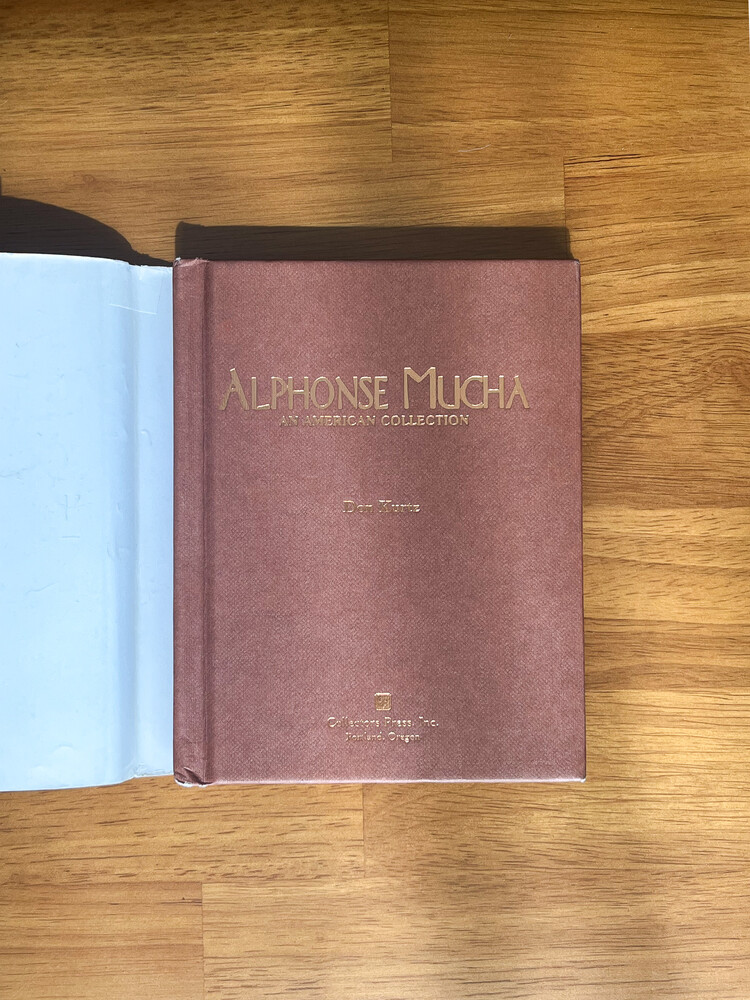 ALPHONSE MUCHA
AN AMERICAN COLLECTION
Dan Kurtz
Collectors Press, Inc.
Portland, Oregon